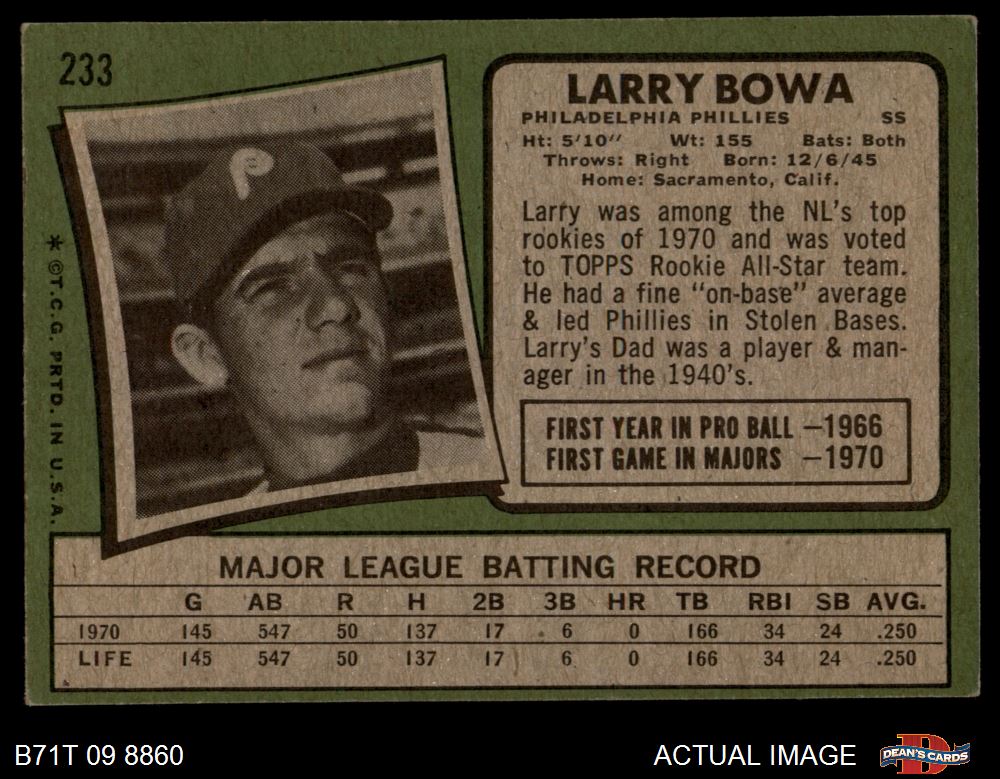 233
P
LARRY BOWA
PHILADELPHIA PHILLIES SS
Ht: 5'10" Wt: 155 Bats: Both
Throws: Right Born: 12/6/45
Home: Sacramento, Calif.
Larry was among the NL's top
rookies of 1970 and was voted
to TOPPS Rookie All-Star team.
He had a fine "on-base" average
& led Phillies in Stolen Bases.
Larry's Dad was a player & man-
ager in the 1940's.
FIRST YEAR IN PRO BALL —1966
FIRST GAME IN MAJORS —1970
* ©T.C.G. PRTD. IN U.S.A.
MAJOR LEAGUE BATTING RECORD
G AB R H 2B 3B HR TB RBI SB AVG.
1970 145 547 50 137 17 6 0 166 34 24 .250
LIFE 145 547 50 137 17 6 0 166 34 24 .250
B71T 09 8860
ACTUAL IMAGE
D
DEAN'S CARDS